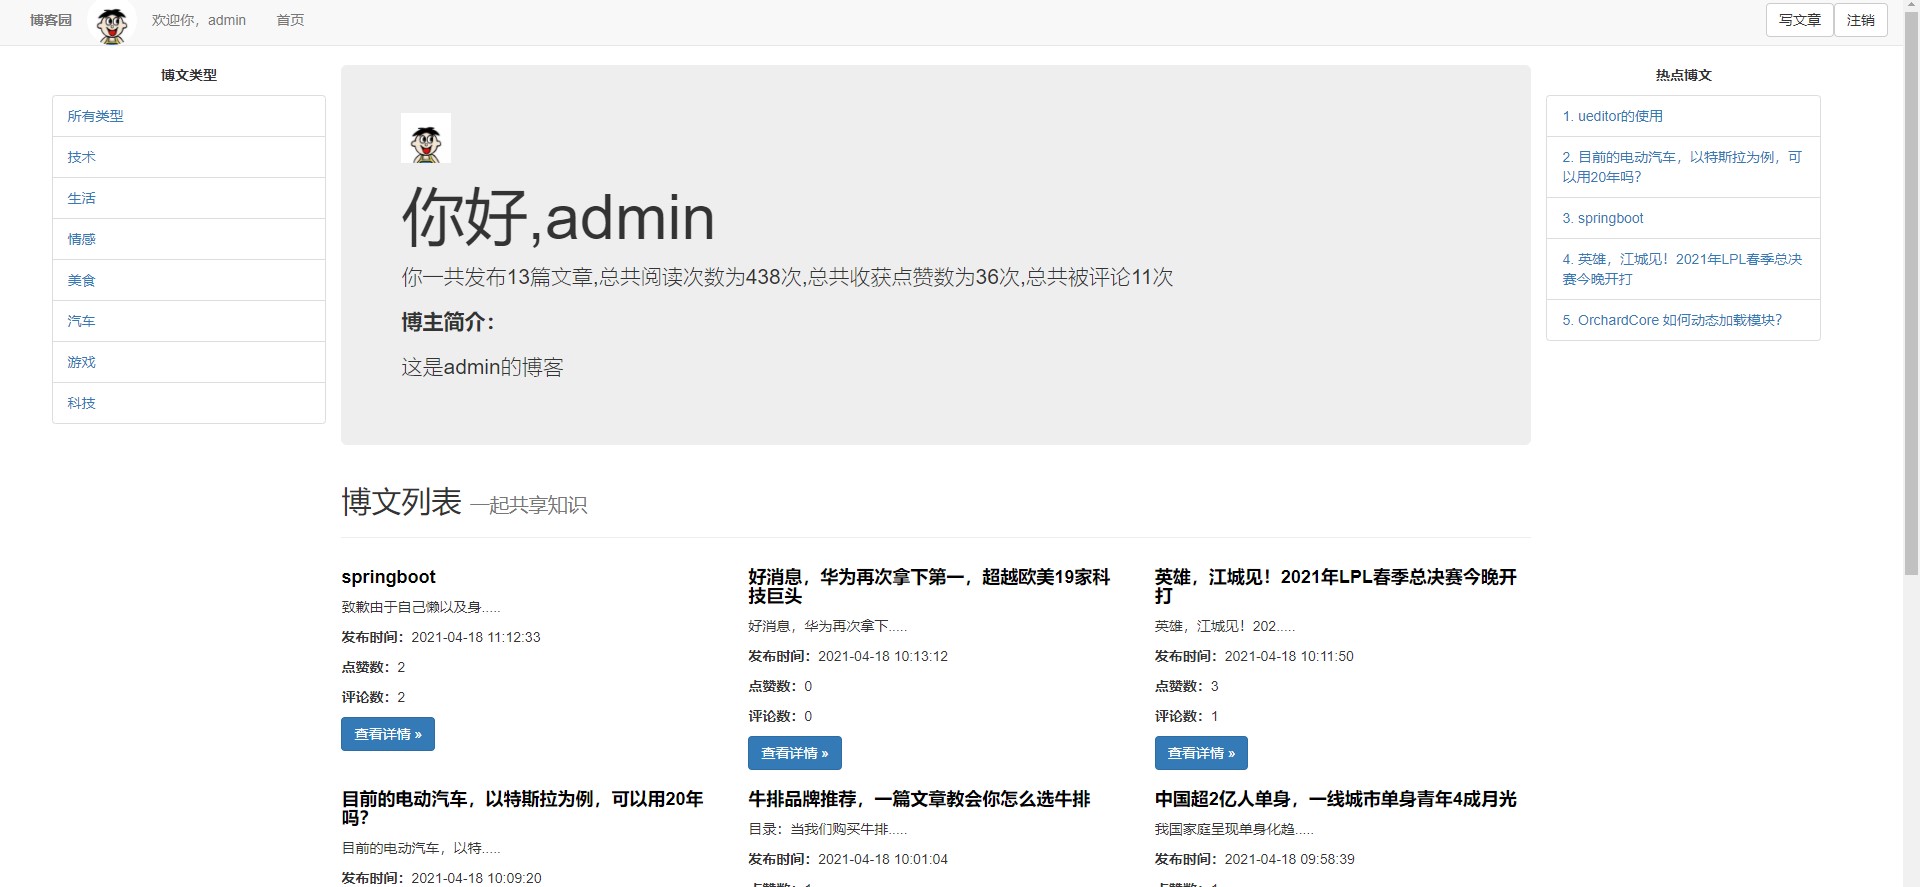 博客园
欢迎你，admin
首页
写文章
注销
博文类型
所有类型
技术
生活
情感
美食
汽车
游戏
科技
你好,admin
你一共发布13篇文章,总共阅读次数为438次,总共收获点赞数为36次,总共被评论11次
博主简介：
这是admin的博客
热点博文
1. ueditor的使用
2. 目前的电动汽车，以特斯拉为例，可
以用20年吗？
3. springboot
4. 英雄，江城见！2021年LPL春季总决
赛今晚开打
5. OrchardCore 如何动态加载模块？
博文列表 一起共享知识
springboot
致歉由于自己懒以及身.....
发布时间：2021-04-18 11:12:33
点赞数：2
评论数：2
查看详情 »
好消息，华为再次拿下第一，超越欧美19家科
技巨头
好消息，华为再次拿下.....
发布时间：2021-04-18 10:13:12
点赞数：0
评论数：0
查看详情 »
英雄，江城见！2021年LPL春季总决赛今晚开
打
英雄，江城见！202.....
发布时间：2021-04-18 10:11:50
点赞数：3
评论数：1
查看详情 »
目前的电动汽车，以特斯拉为例，可以用20年
吗？
目前的电动汽车，以特.....
发布时间：2021-04-18 10:09:20
牛排品牌推荐，一篇文章教会你怎么选牛排
目录：当我们购买牛排.....
发布时间：2021-04-18 10:01:04
中国超2亿人单身，一线城市单身青年4成月光
我国家庭呈现单身化趋.....
发布时间：2021-04-18 09:58:39